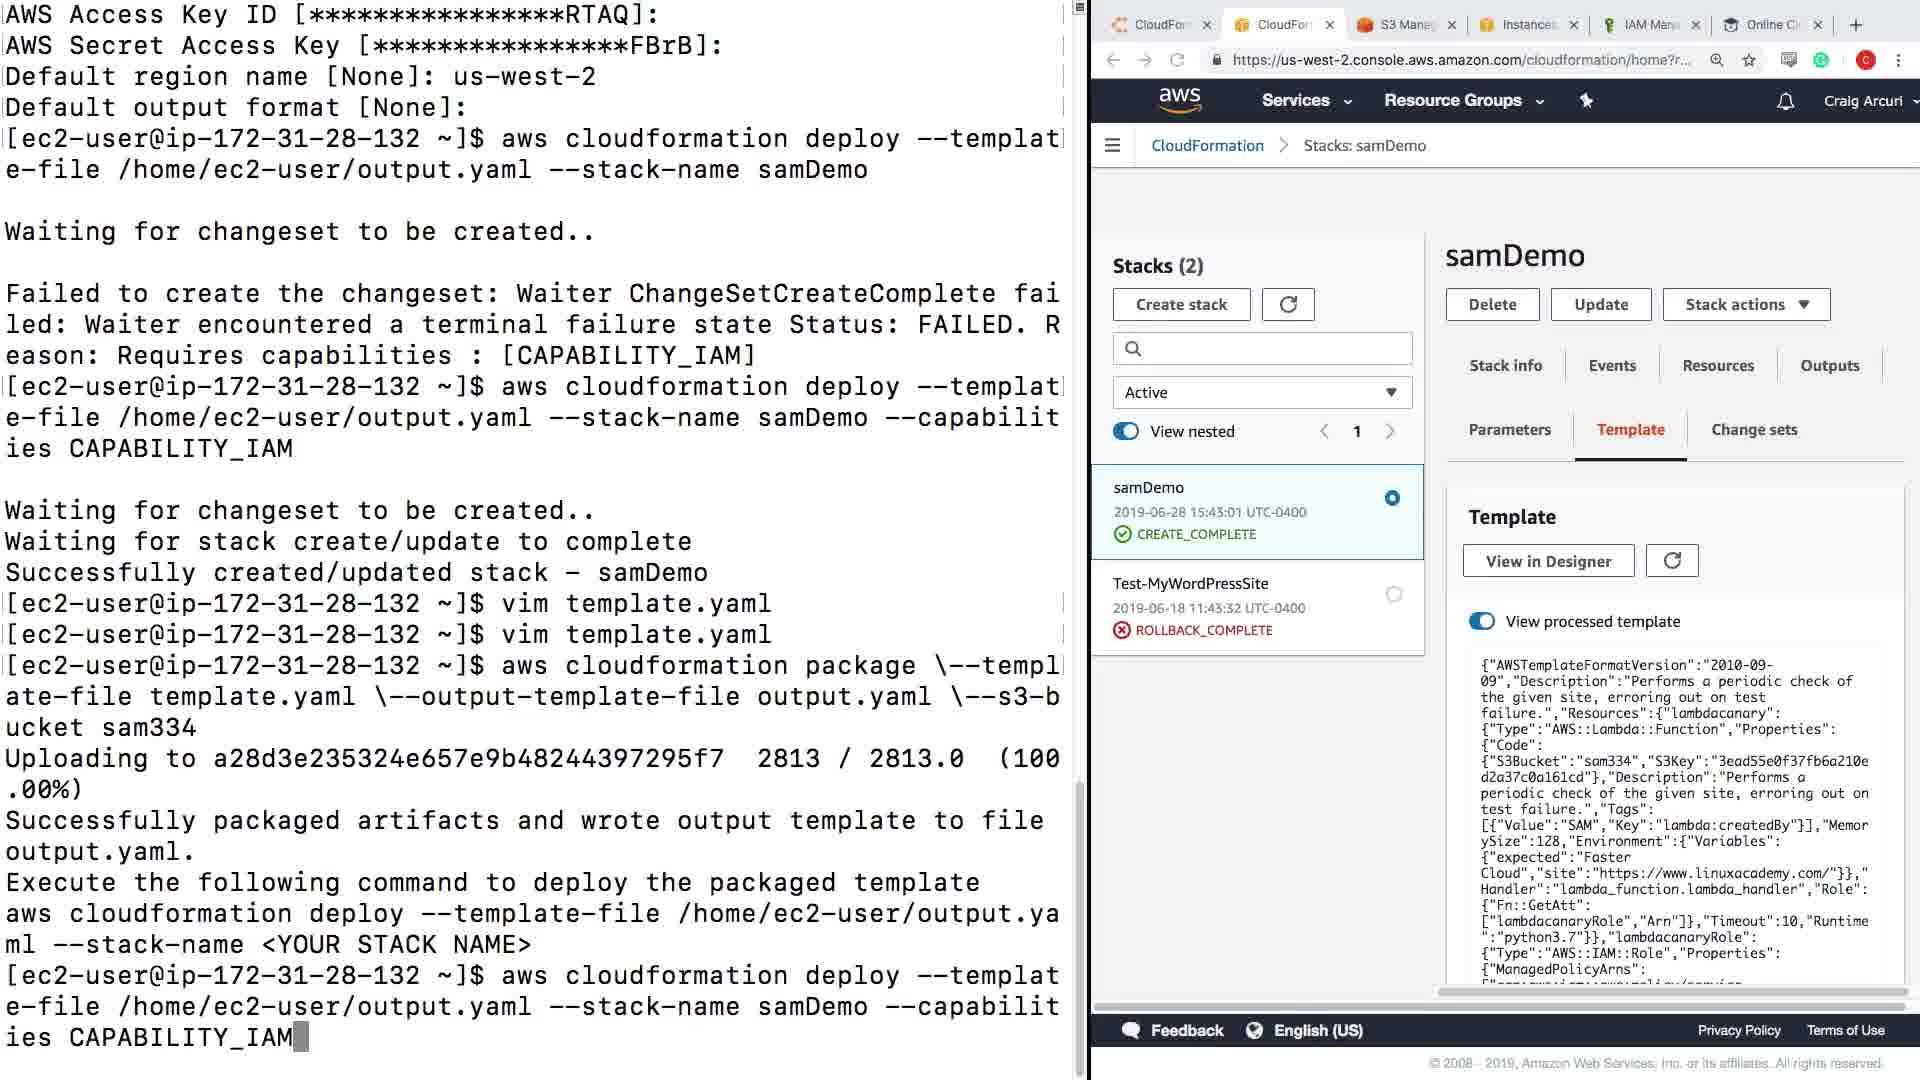 AWS Access Key ID [****************RTAQ]:
AWS Secret Access Key [****************FBrB]:
Default region name [None]: us-west-2
Default output format [None]:
[ec2-user@ip-172-31-28-132 ~]$ aws cloudformation deploy --templat
e-file /home/ec2-user/output.yaml --stack-name samDemo
Waiting for changeset to be created..
Failed to create the changeset: Waiter ChangeSetCreateComplete fai
led: Waiter encountered a terminal failure state Status: FAILED. R
eason: Requires capabilities : [CAPABILITY_IAM]
[ec2-user@ip-172-31-28-132 ~]$ aws cloudformation deploy --templat
e-file /home/ec2-user/output.yaml --stack-name samDemo --capabilit
ies CAPABILITY_IAM
Waiting for changeset to be created..
Waiting for stack create/update to complete
Successfully created/updated stack - samDemo
[ec2-user@ip-172-31-28-132 ~]$ vim template.yaml
[ec2-user@ip-172-31-28-132 ~]$ vim template.yaml
[ec2-user@ip-172-31-28-132 ~]$ aws cloudformation package \--templ
ate-file template.yaml \--output-template-file output.yaml \--s3-b
ucket sam334
Uploading to a28d3e235324e657e9b48244397295f7  2813 / 2813.0  (100
.00%)
Successfully packaged artifacts and wrote output template to file
output.yaml.
Execute the following command to deploy the packaged template
aws cloudformation deploy --template-file /home/ec2-user/output.ya
ml --stack-name <YOUR STACK NAME>
[ec2-user@ip-172-31-28-132 ~]$ aws cloudformation deploy --templat
e-file /home/ec2-user/output.yaml --stack-name samDemo --capabilit
ies CAPABILITY_IAM
CloudForm CloudForm S3 Manag Instances IAM Mana Online Cl
https://us-west-2.console.aws.amazon.com/cloudformation/home?r...
C
aws Services Resource Groups Craig Arcuri
CloudFormation > Stacks: samDemo
Stacks (2)
Create stack
Active
View nested
1
samDemo
2019-06-28 15:43:01 UTC-0400
CREATE_COMPLETE
Test-MyWordPressSite
2019-06-18 11:43:32 UTC-0400
ROLLBACK_COMPLETE
samDemo
Delete Update Stack actions
Stack info Events Resources Outputs
Parameters Template Change sets
Template
View in Designer
View processed template
{"AWSTemplateFormatVersion":"2010-09-
09","Description":"Performs a periodic check of
the given site, erroring out on test
failure.","Resources":{"lambdacanary":
{"Type":"AWS::Lambda::Function","Properties":
{"Code":
{"S3Bucket":"sam334","S3Key":"3ead55e0f37fb6a210e
d2a37c0a161cd"},"Description":"Performs a
periodic check of the given site, erroring out on
test failure.","Tags":
[{"Value":"SAM","Key":"lambda:createdBy"}],"Memor
ySize":128,"Environment":{"Variables":
{"expected":"Faster
Cloud","site":"https://www.linuxacademy.com/"}},"
Handler":"lambda_function.lambda_handler","Role":
{"Fn::GetAtt":
["lambdacanaryRole","Arn"]},"Timeout":10,"Runtime
":"python3.7"}},"lambdacanaryRole":
{"Type":"AWS::IAM::Role","Properties":
{"ManagedPolicyArns":
Feedback English (US) Privacy Policy Terms of Use
© 2008 - 2019, Amazon Web Services, Inc. or its affiliates. All rights reserved.